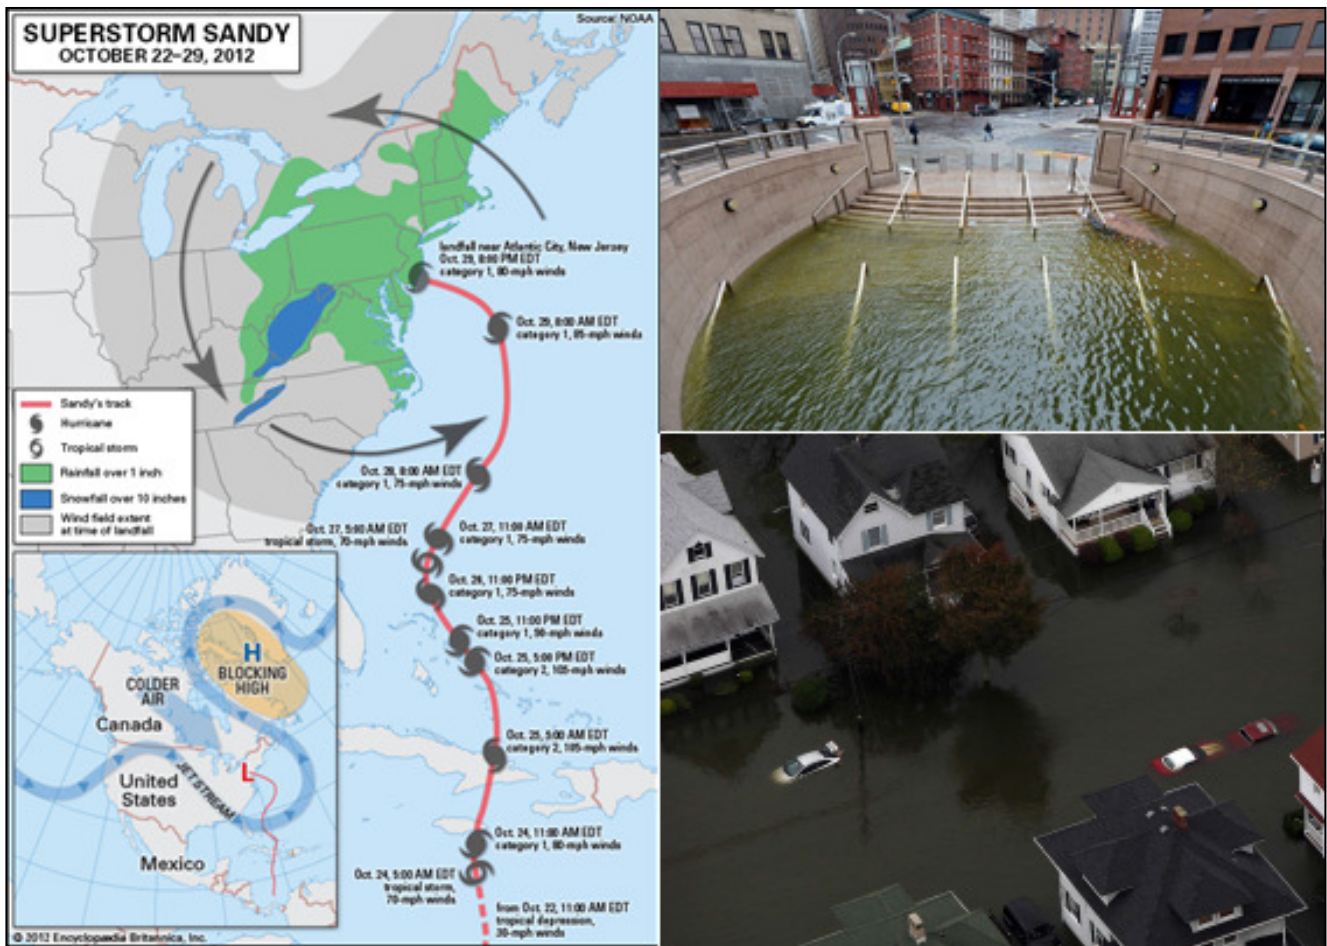 SUPERSTORM SANDY
OCTOBER 22–29, 2012
Source: NOAA
landfall near Atlantic City, New Jersey
Oct. 29, 8:00 PM EDT
category 1, 80-mph winds
Oct. 29, 8:00 AM EDT
category 1, 85-mph winds
Sandy's track
Hurricane
Tropical storm
Rainfall over 1 inch
Snowfall over 10 inches
Wind field extent
at time of landfall
Oct. 28, 8:00 AM EDT
category 1, 75-mph winds
Oct. 27, 5:00 AM EDT
tropical storm, 70-mph winds
Oct. 27, 11:00 AM EDT
category 1, 75-mph winds
Oct. 26, 11:00 PM EDT
category 1, 75-mph winds
Oct. 25, 11:00 PM EDT
category 1, 90-mph winds
Oct. 25, 5:00 PM EDT
category 2, 105-mph winds
Oct. 25, 5:00 AM EDT
category 2, 105-mph winds
Oct. 24, 11:00 AM EDT
category 1, 80-mph winds
Oct. 24, 5:00 AM EDT
tropical storm,
70-mph winds
from Oct. 22, 11:00 AM EDT
tropical depression,
30-mph winds
H
BLOCKING
HIGH
COLDER
AIR
Canada
L
JET STREAM
United
States
Mexico
© 2012 Encyclopædia Britannica, Inc.